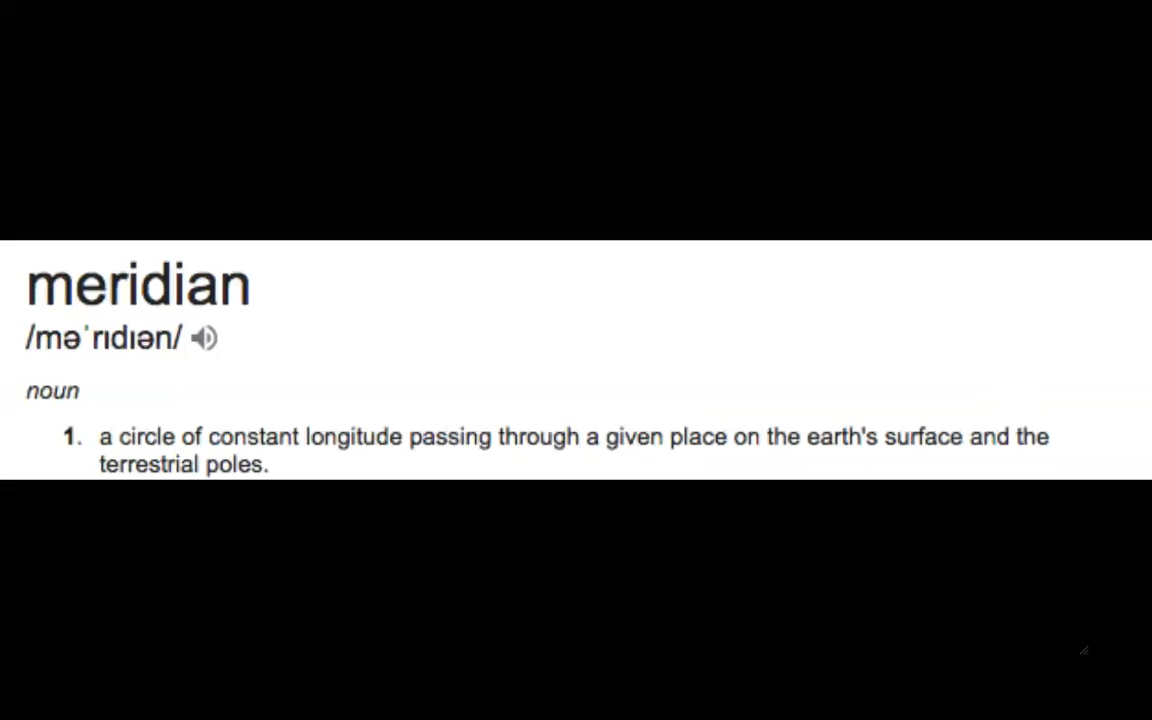 meridian
/məˈrɪdɪən/
noun
1. a circle of constant longitude passing through a given place on the earth's surface and the
terrestrial poles.